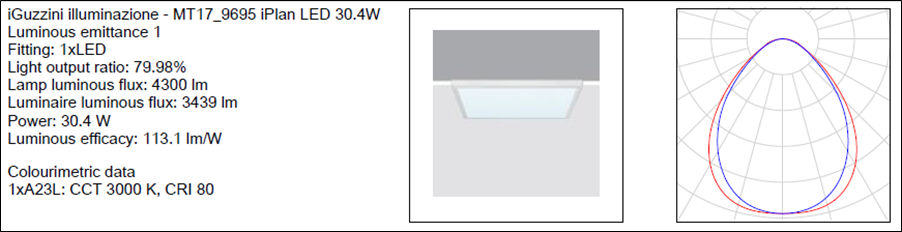 iGuzzini illuminazione - MT17_9695 iPlan LED 30.4W
Luminous emittance 1
Fitting: 1xLED
Light output ratio: 79.98%
Lamp luminous flux: 4300 lm
Luminaire luminous flux: 3439 lm
Power: 30.4 W
Luminous efficacy: 113.1 lm/W
Colourimetric data
1xA23L: CCT 3000 K, CRI 80